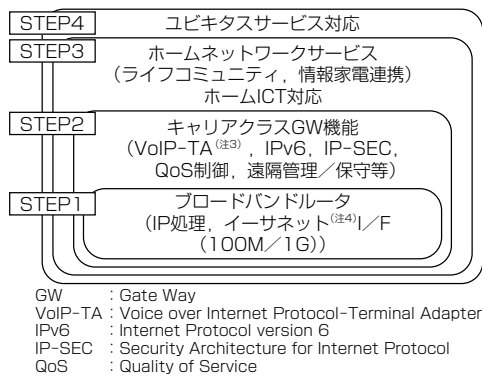 STEP4 ユビキタスサービス対応
STEP3 ホームネットワークサービス
（ライフコミュニティ，情報家電連携）
ホームICT対応
STEP2 キャリアクラスGW機能
（VoIP-TA（注3），IPv6，IP-SEC，
QoS制御，遠隔管理／保守等）
STEP1 ブロードバンドルータ
（IP処理，イーサネット（注4）I／F
（100M／1G））
GW : Gate Way
VoIP-TA : Voice over Internet Protocol-Terminal Adapter
IPv6 : Internet Protocol version 6
IP-SEC : Security Architecture for Internet Protocol
QoS : Quality of Service